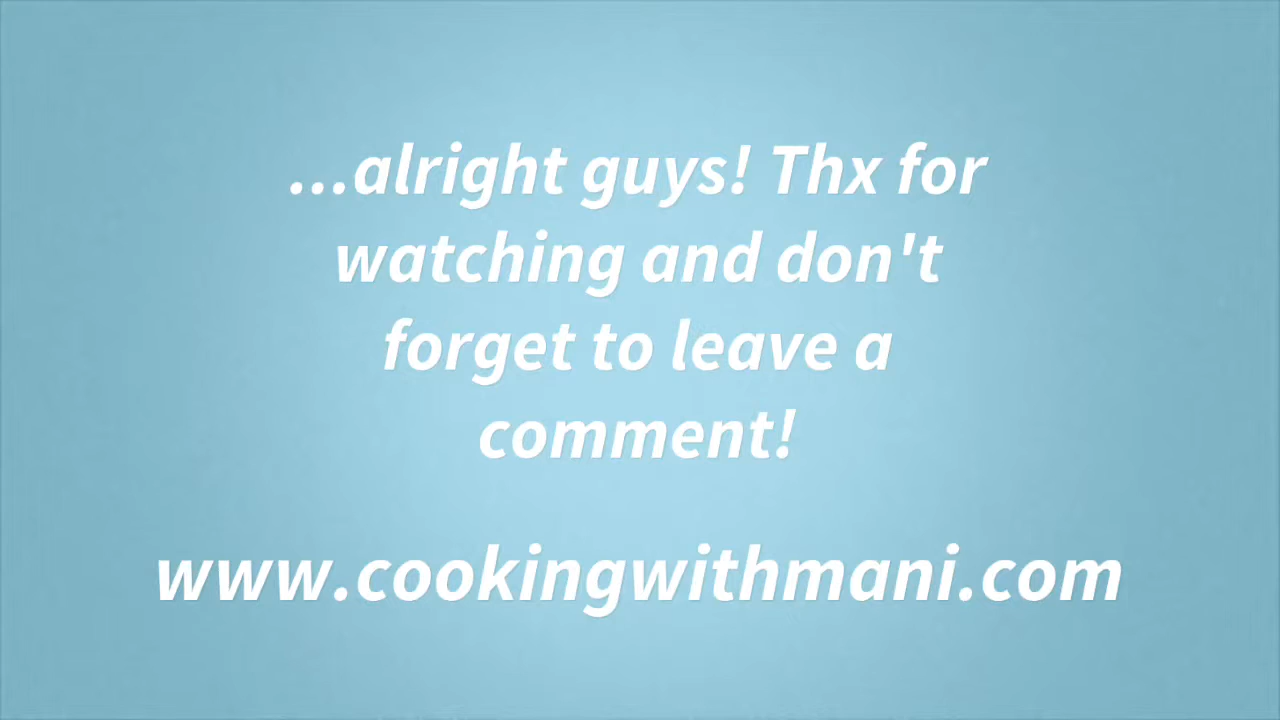 ...alright guys! Thx for
watching and don't
forget to leave a
comment!
www.cookingwithmani.com